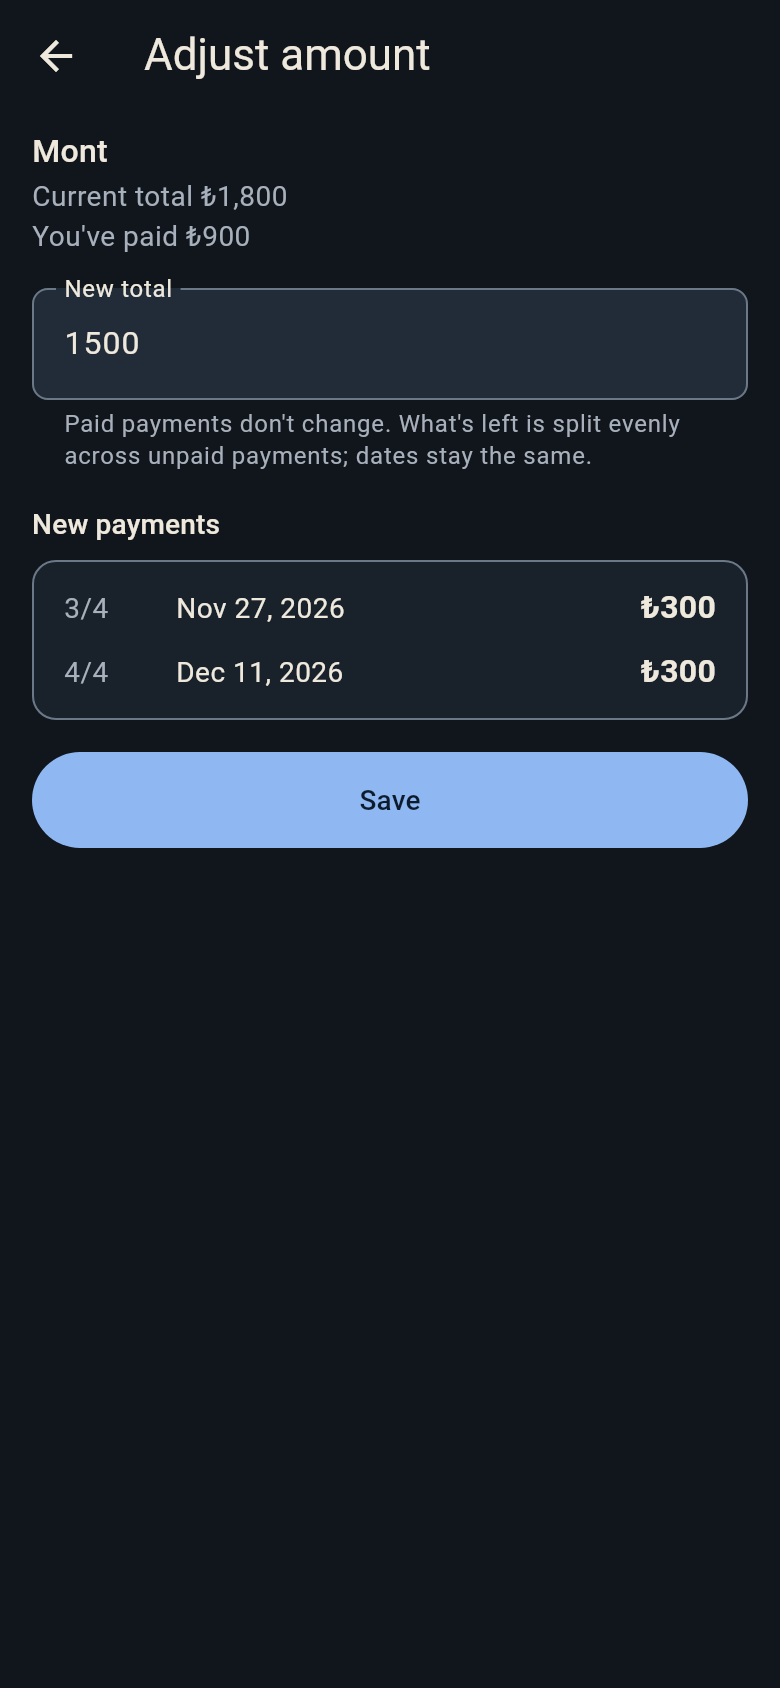 Adjust amount
Mont
Current total ₺1,800
You've paid ₺900
New total
1500
Paid payments don't change. What's left is split evenly
across unpaid payments; dates stay the same.
New payments
3/4 Nov 27, 2026 ₺300
4/4 Dec 11, 2026 ₺300
Save